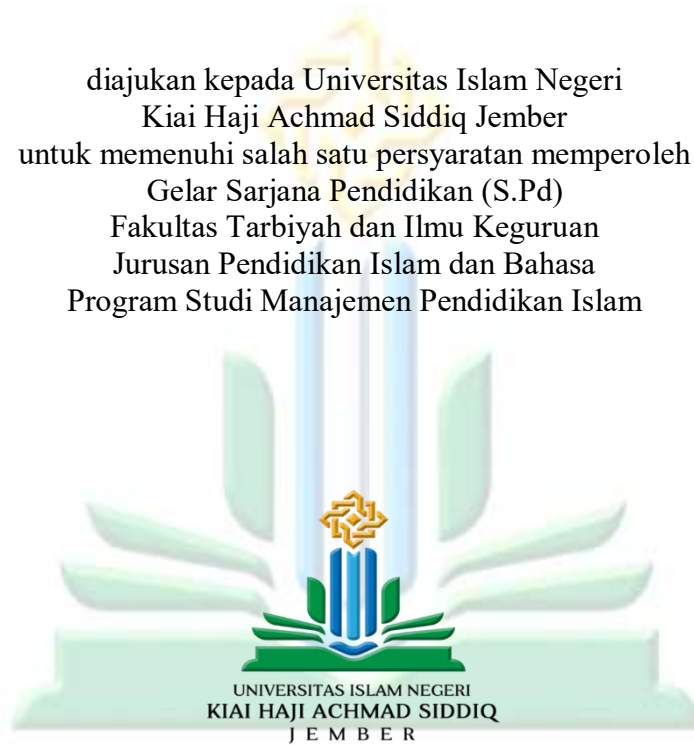 diajukan kepada Universitas Islam Negeri
Kiai Haji Achmad Siddiq Jember
untuk memenuhi salah satu persyaratan memperoleh
Gelar Sarjana Pendidikan (S.Pd)
Fakultas Tarbiyah dan Ilmu Keguruan
Jurusan Pendidikan Islam dan Bahasa
Program Studi Manajemen Pendidikan Islam
UNIVERSITAS ISLAM NEGERI
KIAI HAJI ACHMAD SIDDIQ
JEMBER